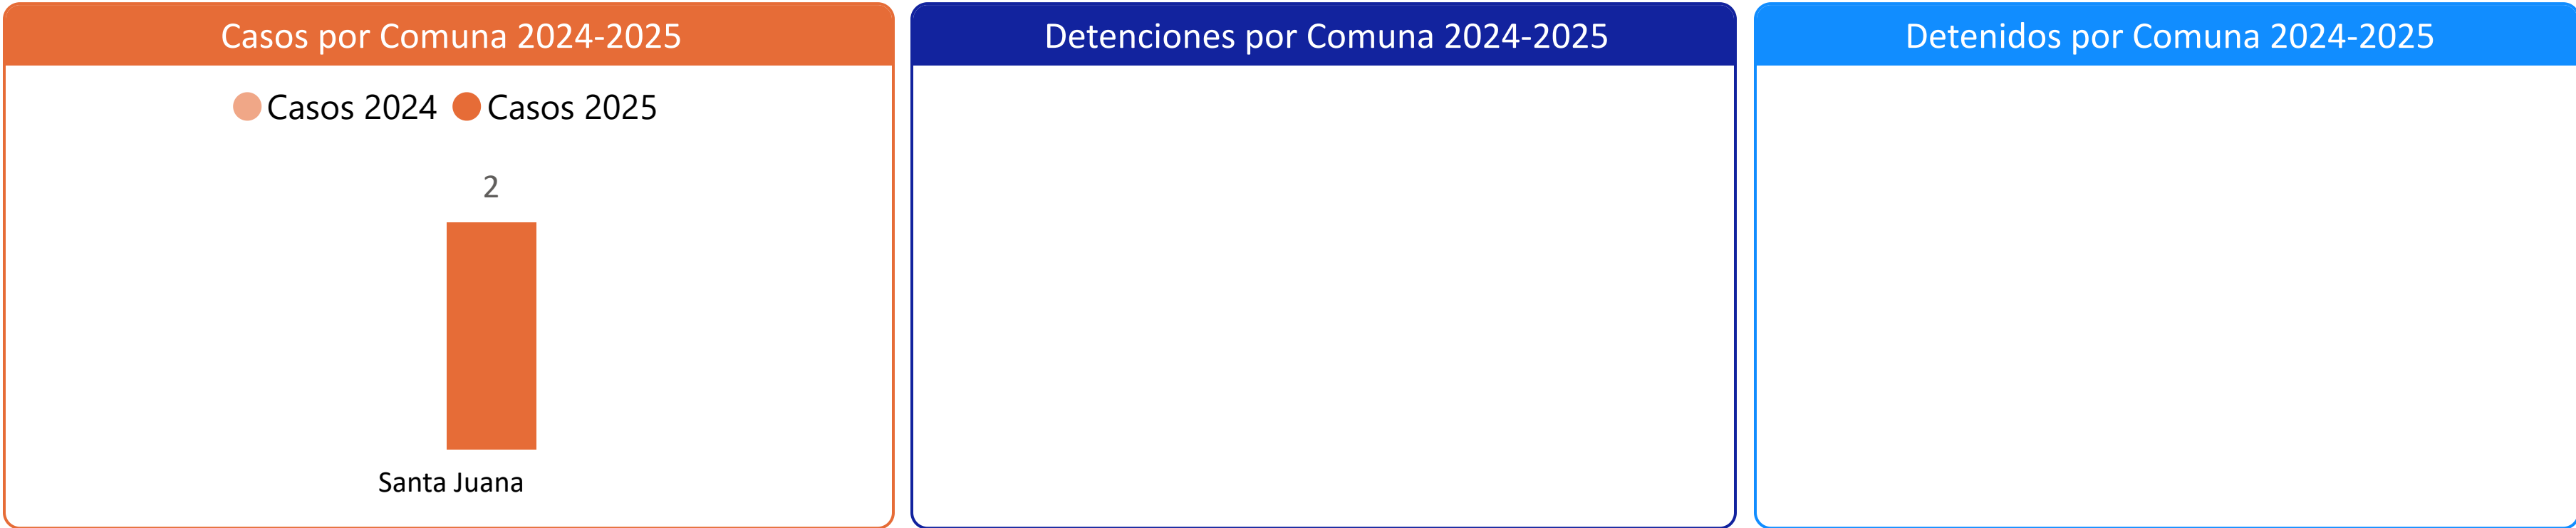 Casos por Comuna 2024-2025
Casos 2024 Casos 2025
2
Santa Juana
Detenciones por Comuna 2024-2025
Detenidos por Comuna 2024-2025